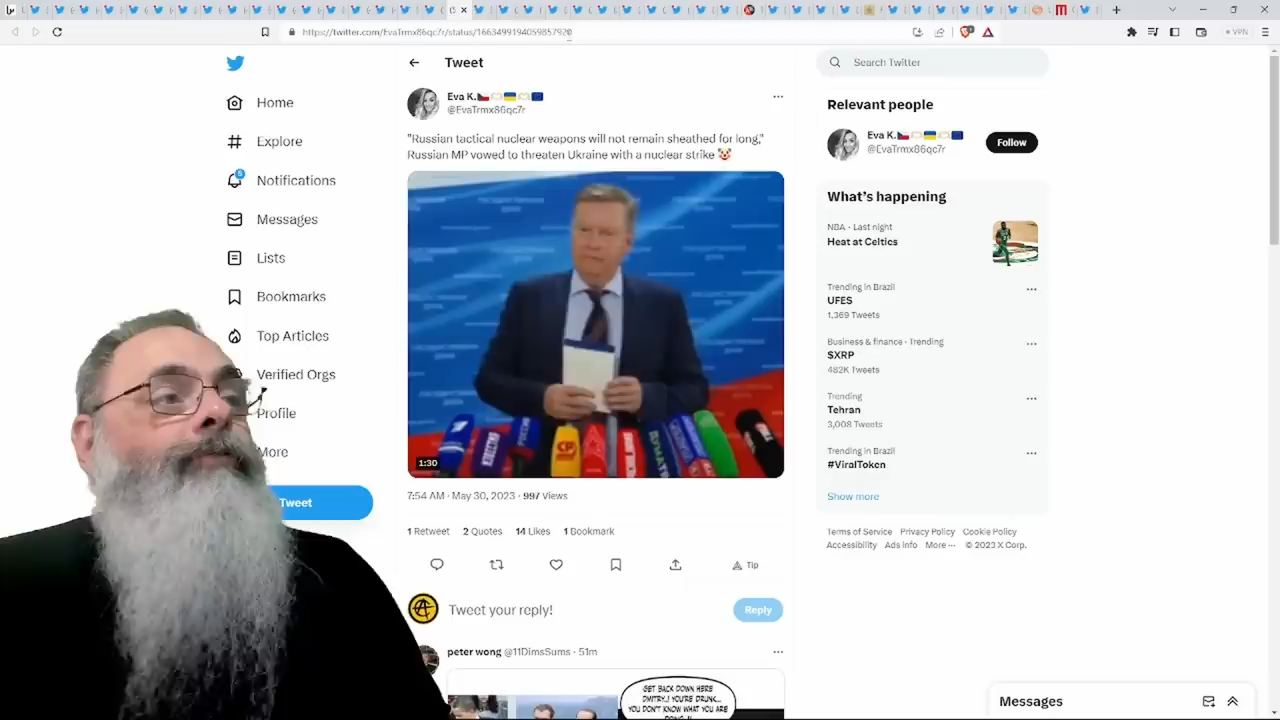 https://twitter.com/EvaTrmx86qc7r/status/1663499194059857920
VPN
Home
Explore
5
Notifications
Messages
Lists
Bookmarks
Top Articles
Verified Orgs
Profile
More
Tweet
Tweet
Eva K.
@EvaTrmx86qc7r
"Russian tactical nuclear weapons will not remain sheathed for long,"
Russian MP vowed to threaten Ukraine with a nuclear strike
1:30
7:54 AM · May 30, 2023 · 997 Views
1 Retweet 2 Quotes 14 Likes 1 Bookmark
Tip
Tweet your reply!
Reply
peter wong @11DimsSums · 51m
GET BACK DOWN HERE
DMITRY..! YOU'RE DRUNK...
YOU DON'T KNOW WHAT YOU ARE
Search Twitter
Relevant people
Eva K.
@EvaTrmx86qc7r
Follow
What's happening
NBA · Last night
Heat at Celtics
Trending in Brazil
UFES
1,369 Tweets
Business & finance · Trending
$XRP
482K Tweets
Trending
Tehran
3,008 Tweets
Trending in Brazil
#ViralToken
Show more
Terms of Service Privacy Policy Cookie Policy
Accessibility Ads info More ··· © 2023 X Corp.
Messages